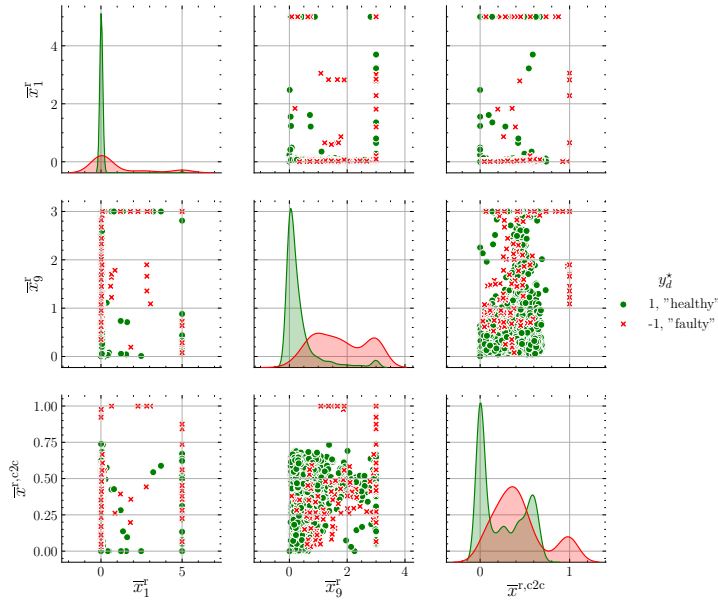 4
2
0
x̅₁ʳ
3
2
1
0
x̅₉ʳ
y_d^⋆
1, "healthy"
-1, "faulty"
1.00
0.75
0.50
0.25
0.00
x̅^{r,c2c}
0 5
0 2 4
0 1
x̅₁ʳ
x̅₉ʳ
x̅^{r,c2c}